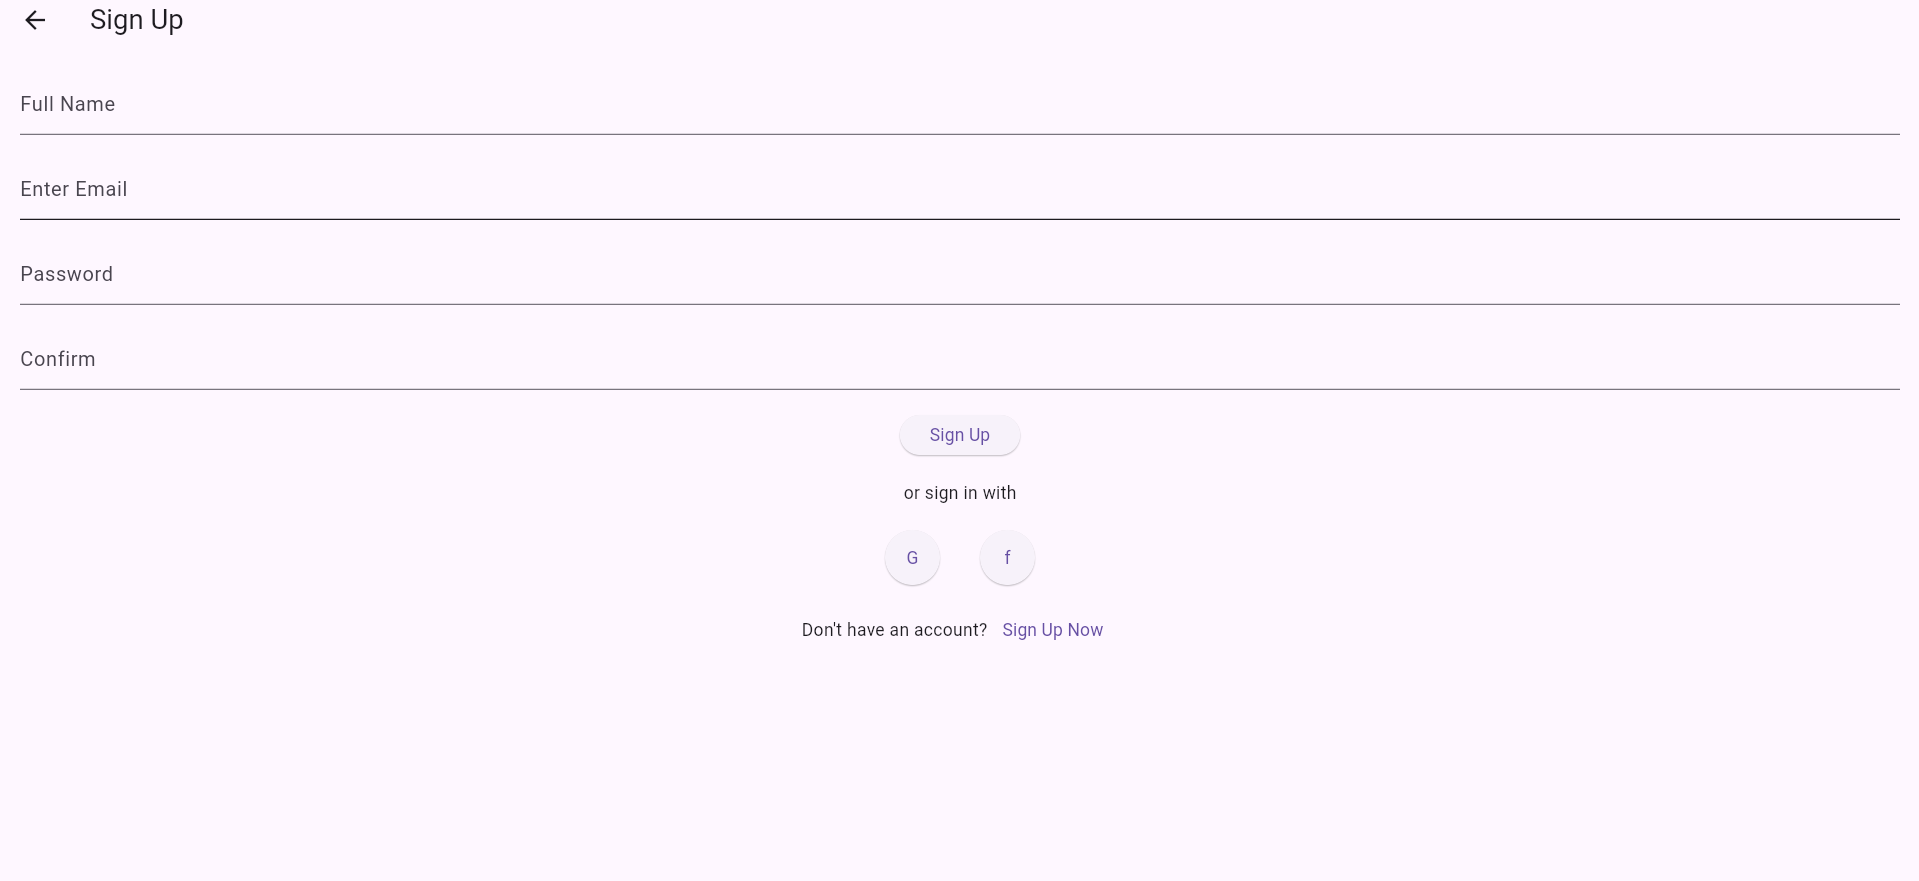 Sign Up
Full Name
Enter Email
Password
Confirm
Sign Up
or sign in with
G f
Don't have an account? Sign Up Now